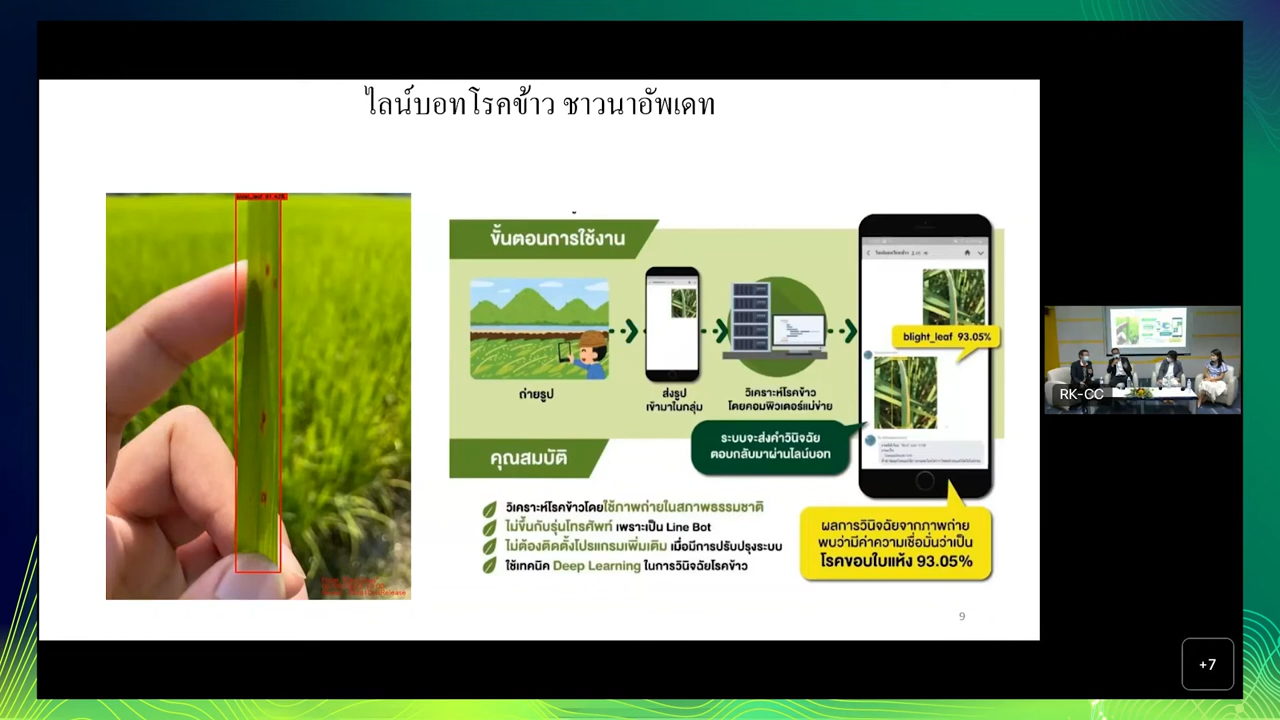 ไลน์บอทโรคข้าว ชาวนาอัพเดท
ขั้นตอนการใช้งาน
ถ่ายรูป
ส่งรูป
เข้ามาในกลุ่ม
วิเคราะห์โรคข้าว
โดยคอมพิวเตอร์แม่ข่าย
blight_leaf 93.05%
ระบบจะส่งคำวินิจฉัย
ตอบกลับมาผ่านไลน์บอท
คุณสมบัติ
วิเคราะห์โรคข้าวโดยใช้ภาพถ่ายในสภาพธรรมชาติ
ไม่ขึ้นกับรุ่นโทรศัพท์ เพราะเป็น Line Bot
ไม่ต้องติดตั้งโปรแกรมเพิ่มเติม เมื่อมีการปรับปรุงระบบ
ใช้เทคนิค Deep Learning ในการวินิจฉัยโรคข้าว
ผลการวินิจฉัยจากภาพถ่าย
พบว่ามีค่าความเชื่อมั่นว่าเป็น
โรคขอบใบแห้ง 93.05%
9
RK-CC
+7